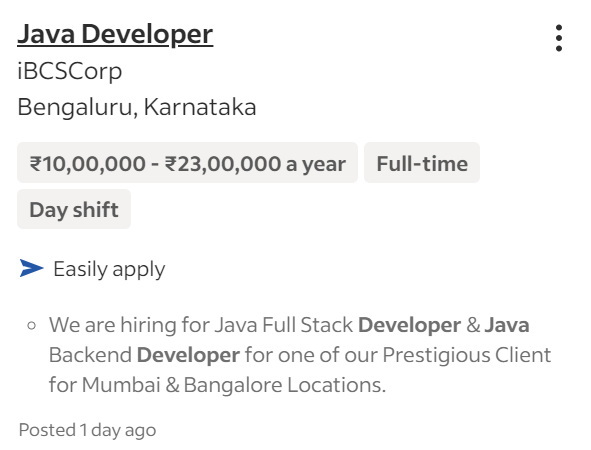 Java Developer
iBCSCorp
Bengaluru, Karnataka
₹10,00,000 - ₹23,00,000 a year
Full-time
Day shift
Easily apply
We are hiring for Java Full Stack Developer & Java
Backend Developer for one of our Prestigious Client
for Mumbai & Bangalore Locations.
Posted 1 day ago